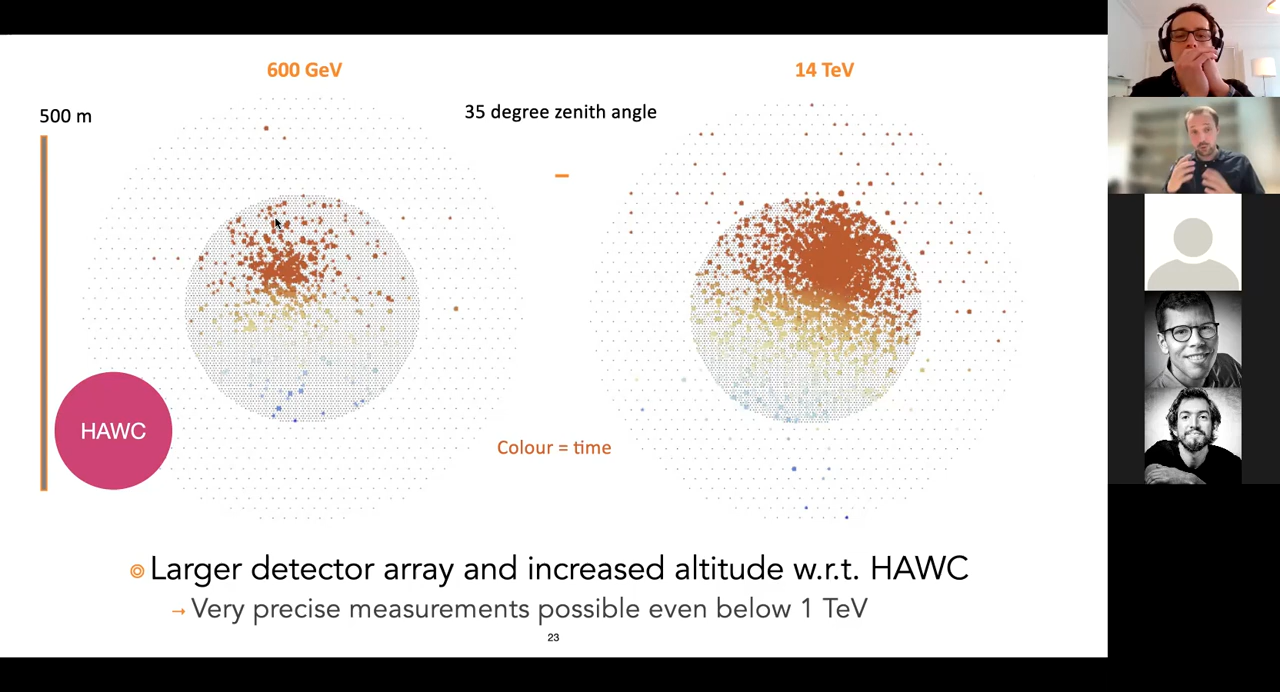 600 GeV
14 TeV
500 m
35 degree zenith angle
HAWC
Colour = time
Larger detector array and increased altitude w.r.t. HAWC
→ Very precise measurements possible even below 1 TeV
23